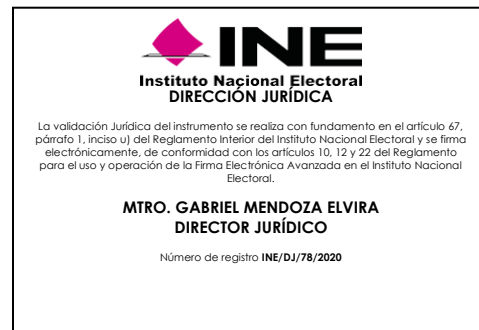 INE
Instituto Nacional Electoral
DIRECCIÓN JURÍDICA
La validación Jurídica del instrumento se realiza con fundamento en el artículo 67,
párrafo 1, inciso u) del Reglamento Interior del Instituto Nacional Electoral y se firma
electrónicamente, de conformidad con los artículos 10, 12 y 22 del Reglamento
para el uso y operación de la Firma Electrónica Avanzada en el Instituto Nacional
Electoral.
MTRO. GABRIEL MENDOZA ELVIRA
DIRECTOR JURÍDICO
Número de registro INE/DJ/78/2020